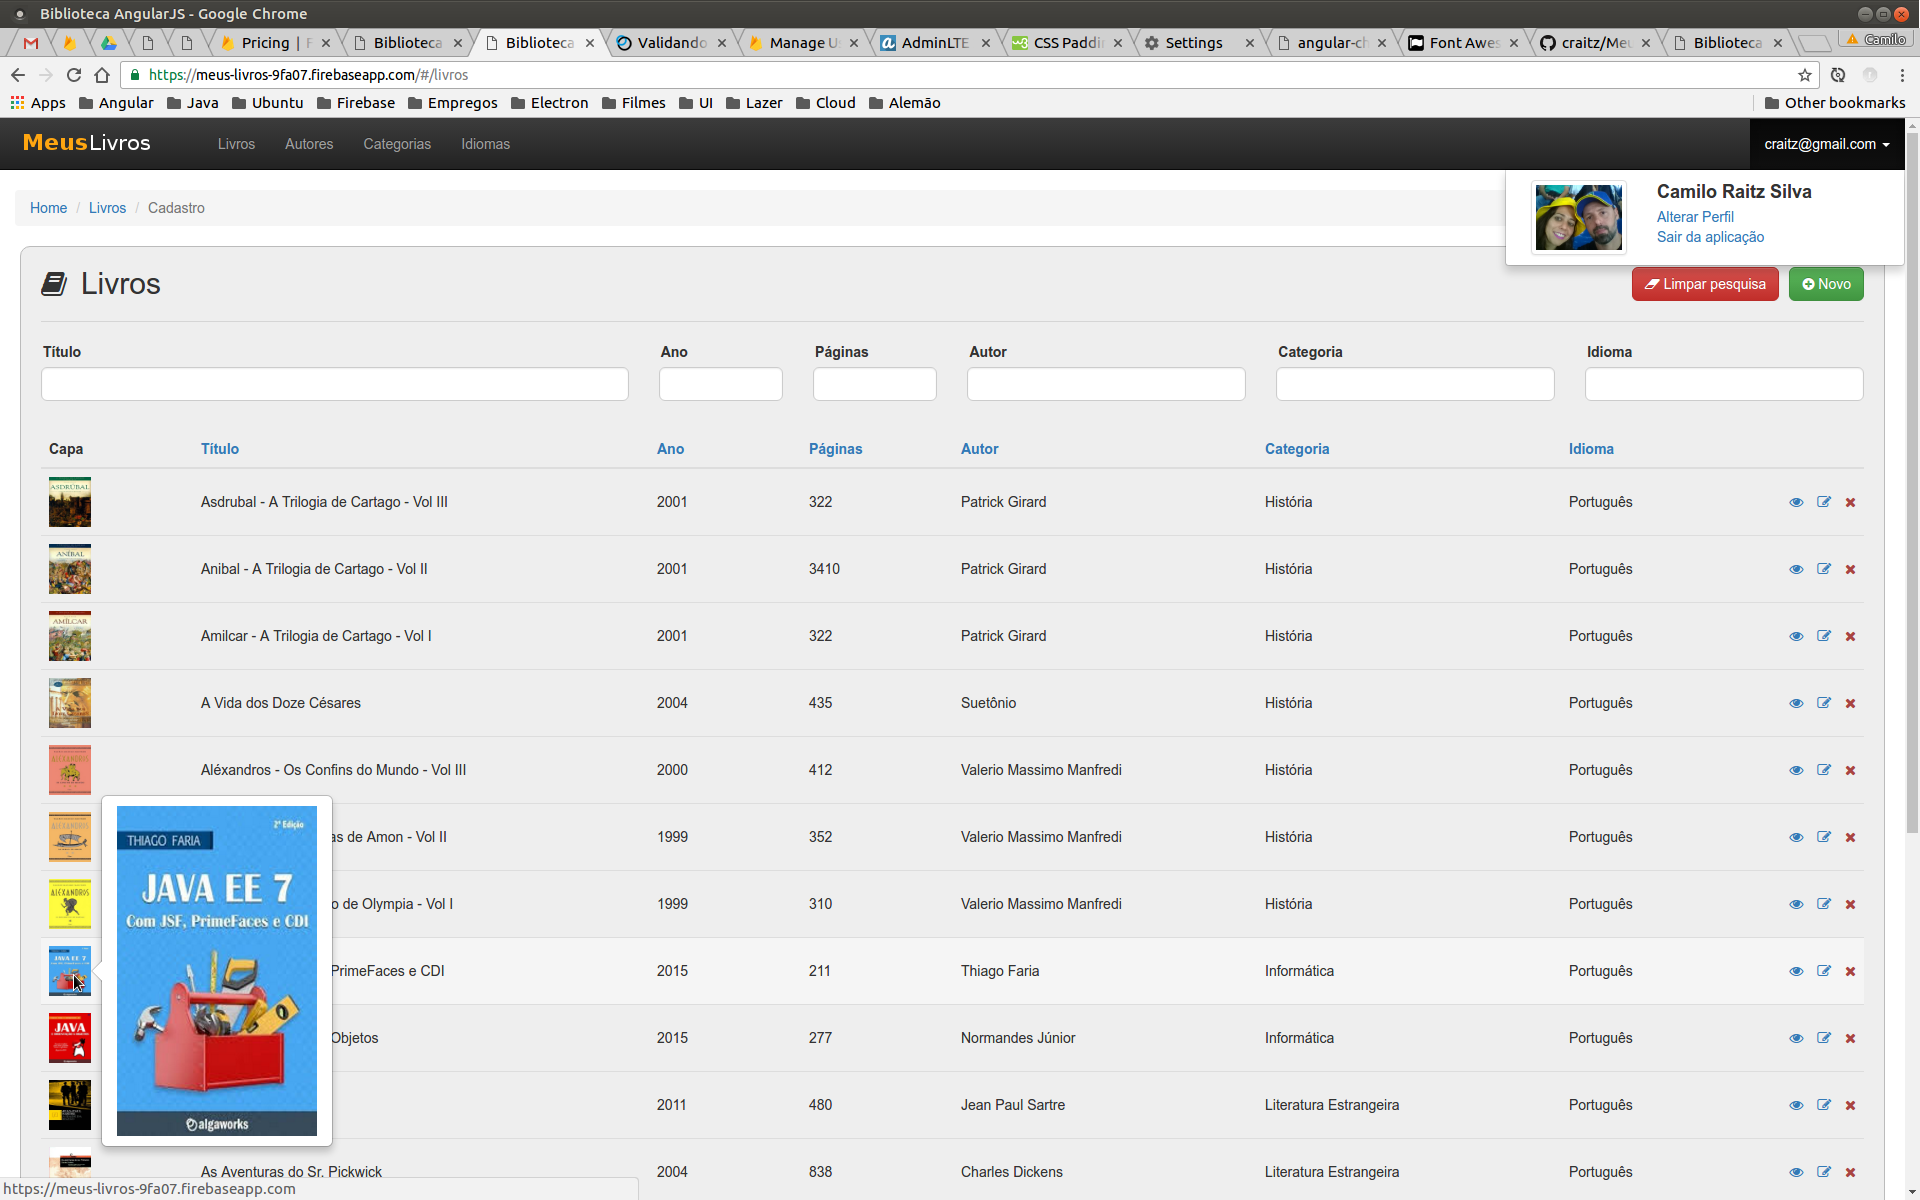 Biblioteca AngularJS - Google Chrome
Pricing | F
Biblioteca
Biblioteca
Validando
Manage U
AdminLTE
CSS Paddi
Settings
angular-ch
Font Awes
craitz/Meu
Biblioteca
Camilo
https://meus-livros-9fa07.firebaseapp.com/#/livros
Apps Angular Java Ubuntu Firebase Empregos Electron Filmes UI Lazer Cloud Alemão Other bookmarks
MeusLivros Livros Autores Categorias Idiomas craitz@gmail.com
Home / Livros / Cadastro
Camilo Raitz Silva
Alterar Perfil
Sair da aplicação
Livros
Limpar pesquisa Novo
Título Ano Páginas Autor Categoria Idioma
Capa Título Ano Páginas Autor Categoria Idioma
ASDRÚBAL
Asdrubal - A Trilogia de Cartago - Vol III 2001 322 Patrick Girard História Português
ANÍBAL
Anibal - A Trilogia de Cartago - Vol II 2001 3410 Patrick Girard História Português
AMÍLCAR
Amilcar - A Trilogia de Cartago - Vol I 2001 322 Patrick Girard História Português
A Vida dos Doze Césares 2004 435 Suetônio História Português
ALÉXANDROS
Aléxandros - Os Confins do Mundo - Vol III 2000 412 Valerio Massimo Manfredi História Português
as de Amon - Vol II 1999 352 Valerio Massimo Manfredi História Português
ALÉXANDROS
o de Olympia - Vol I 1999 310 Valerio Massimo Manfredi História Português
JAVA EE 7
PrimeFaces e CDI 2015 211 Thiago Faria Informática Português
JAVA
Objetos 2015 277 Normandes Júnior Informática Português
2011 480 Jean Paul Sartre Literatura Estrangeira Português
As Aventuras do Sr. Pickwick 2004 838 Charles Dickens Literatura Estrangeira Português
2ª Edição
THIAGO FARIA
JAVA EE 7
Com JSF, PrimeFaces e CDI
algaworks
https://meus-livros-9fa07.firebaseapp.com